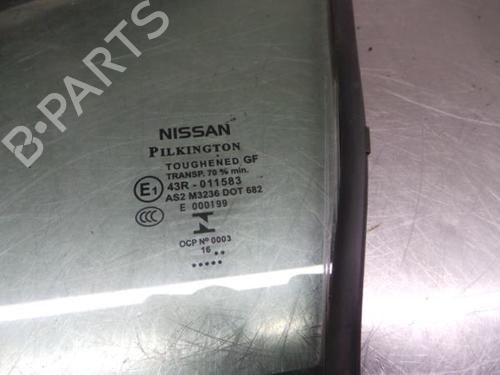 B-PARTS
NISSAN
PILKINGTON
TOUGHENED GF
TRANSP. 70 % min.
E1 43R - 011583
AS2 M3236 DOT 682
E 000199
CCC
N
OCP Nº 0003
16 ..
.....